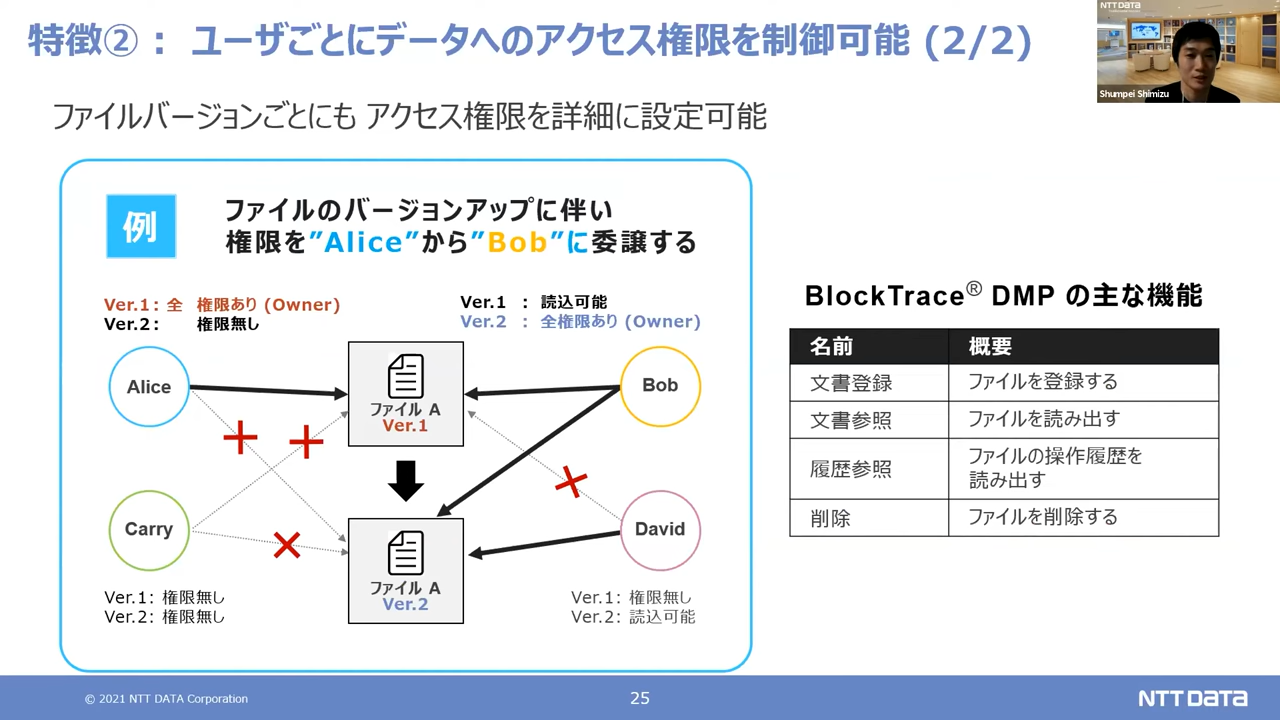 特徴②： ユーザごとにデータへのアクセス権限を制御可能 (2/2)
NTT DATA
Shumpei Shimizu
ファイルバージョンごとにも アクセス権限を詳細に設定可能
例
ファイルのバージョンアップに伴い
権限を”Alice”から”Bob”に委譲する
Ver.1: 全 権限あり (Owner)
Ver.2: 権限無し
Ver.1 : 読込可能
Ver.2 : 全権限あり (Owner)
Alice
ファイル A
Ver.1
Bob
Carry
ファイル A
Ver.2
David
Ver.1: 権限無し
Ver.2: 権限無し
Ver.1: 権限無し
Ver.2: 読込可能
BlockTrace® DMP の主な機能
名前 概要
文書登録 ファイルを登録する
文書参照 ファイルを読み出す
履歴参照 ファイルの操作履歴を
読み出す
削除 ファイルを削除する
© 2021 NTT DATA Corporation
25
NTT DATA